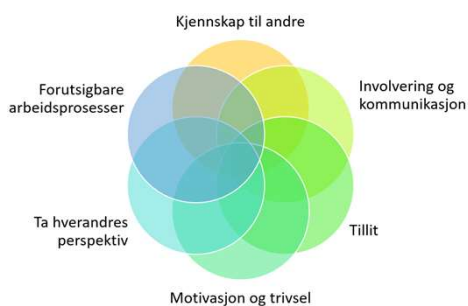 Kjennskap til andre
Forutsigbare
arbeidsprosesser
Involvering og
kommunikasjon
Ta hverandres
perspektiv
Tillit
Motivasjon og trivsel